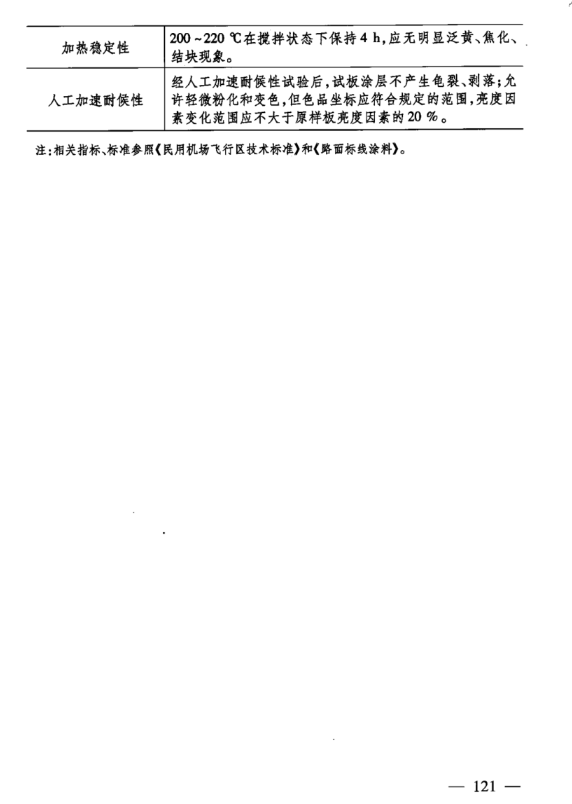 加热稳定性
200~220 ℃在搅拌状态下保持 4 h,应无明显泛黄、焦化、
结块现象。
人工加速耐候性
经人工加速耐候性试验后,试板涂层不产生龟裂、剥落;允
许轻微粉化和变色,但色品坐标应符合规定的范围,亮度因
素变化范围应不大于原样板亮度因素的 20 %。
注:相关指标、标准参照《民用机场飞行区技术标准》和《路面标线涂料》。
— 121 —